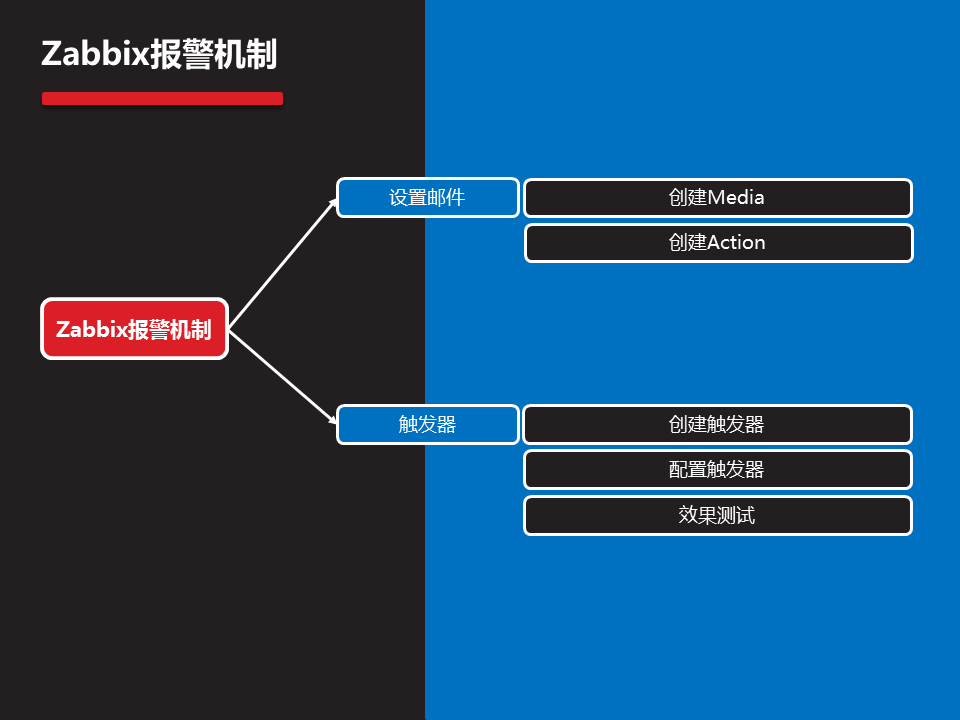 Zabbix报警机制
设置邮件
创建Media
创建Action
Zabbix报警机制
触发器
创建触发器
配置触发器
效果测试